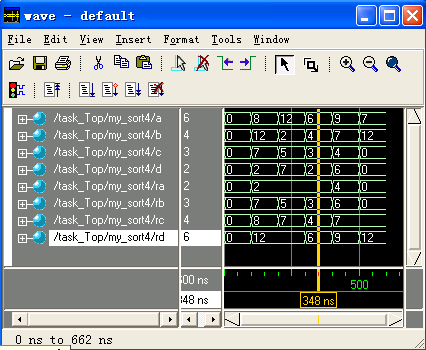 wave - default
File Edit View Insert Format Tools Window
/task_Top/my_sort4/a 6 0 8 12 6 9 7
/task_Top/my_sort4/b 4 0 12 2 4 7 12
/task_Top/my_sort4/c 3 0 7 5 3 4 0
/task_Top/my_sort4/d 2 0 2 7 2 6 0
/task_Top/my_sort4/ra 2 0 2 4 0
/task_Top/my_sort4/rb 3 0 7 5 3 6 0
/task_Top/my_sort4/rc 4 0 8 7 4 7
/task_Top/my_sort4/rd 6 0 12 6 9 12
00 ns 500
348 ns 348 ns
0 ns to 662 ns